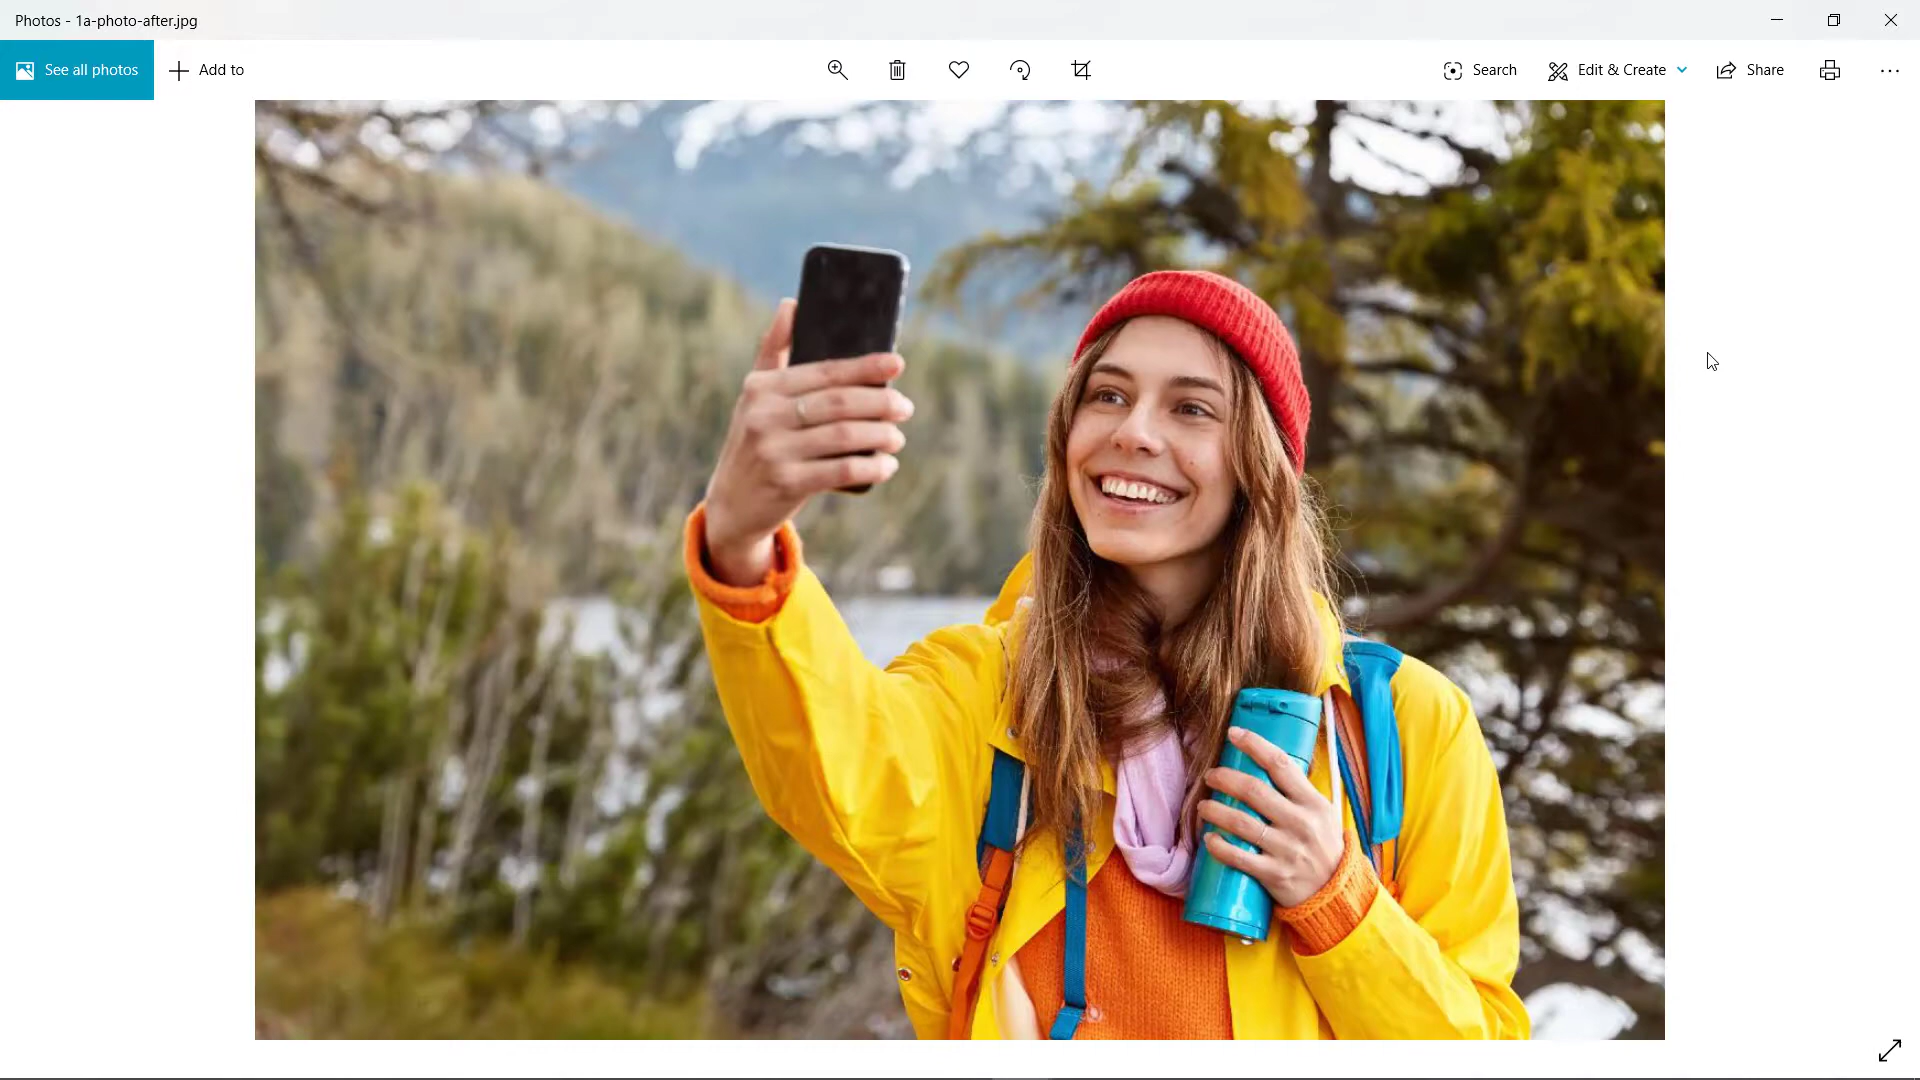 Photos - 1a-photo-after.jpg
See all photos
Add to
Search
Edit & Create
Share